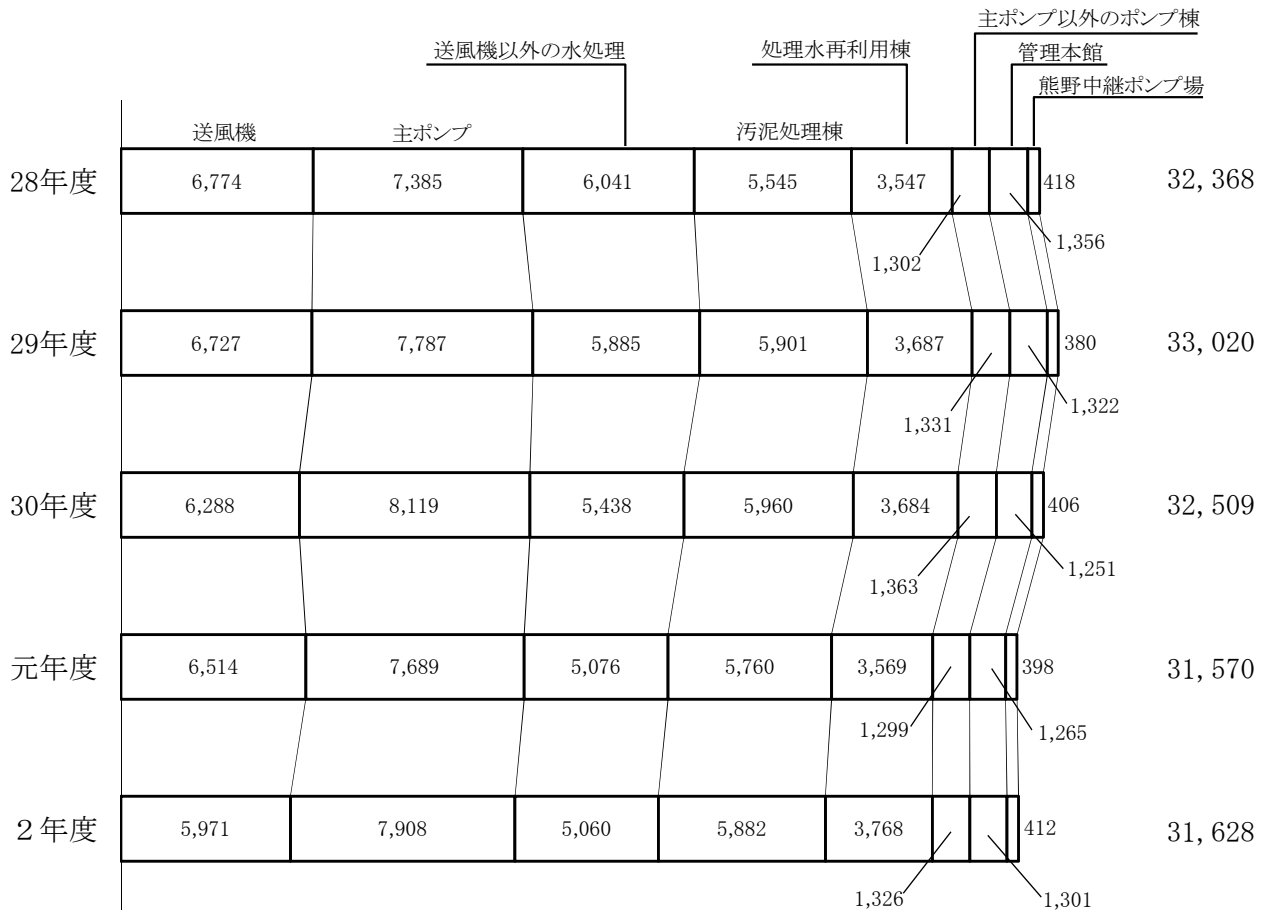 主ポンプ以外のポンプ棟
送風機以外の水処理 処理水再利用棟 管理本館
熊野中継ポンプ場
送風機 主ポンプ 汚泥処理棟
28年度 6,774 7,385 6,041 5,545 3,547 418 32,368
1,302 1,356
29年度 6,727 7,787 5,885 5,901 3,687 380 33,020
1,331 1,322
30年度 6,288 8,119 5,438 5,960 3,684 406 32,509
1,363 1,251
元年度 6,514 7,689 5,076 5,760 3,569 398 31,570
1,299 1,265
２年度 5,971 7,908 5,060 5,882 3,768 412 31,628
1,326 1,301